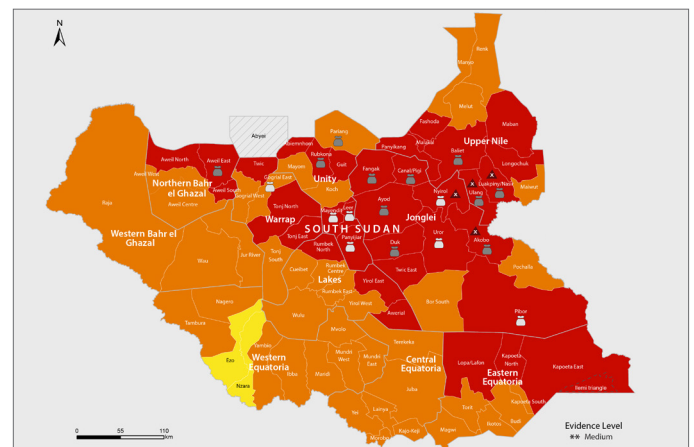 N
Renk
Manyo
Melut
Fashoda
Maban
Abyei
Pariang
Malakal
Upper Nile
Panyikang
Baliet
Longochuk
Abiemnhom
Rubkona
Guit
Fangak
Canal/Pigi
Luakpiny/Nasir
Maiwut
Aweil North
Aweil East
Twic
Mayom
Unity
Nyirol
Ulang
Aweil West
Aweil South
Gogrial East
Koch
Northern Bahr
el Ghazal
Gogrial West
Mayendit
Leer
Ayod
Raja
Aweil Centre
Tonj North
Warrap
Jonglei
SOUTH SUDAN
Uror
Akobo
Western Bahr el
Ghazal
Tonj East
Rumbek
North
Panyijiar
Duk
Wau
Jur River
Tonj
South
Cueibet
Rumbek
Centre
Twic East
Pochalla
Lakes
Yirol East
Rumbek East
Nagero
Yirol West
Bor South
Pibor
Tambura
Wulu
Awerial
Mvolo
Terekeka
Yambio
Ezo
Western
Equatoria
Mundri
West
Mundri
East
Central
Equatoria
Lopa/Lafon
Kapoeta
North
Kapoeta East
Nzara
Ibba
Maridi
Juba
Eastern
Equatoria
Ilemi triangle
Torit
Kapoeta South
Yei
Lainya
Budi
Ikotos
Magwi
Kajo-Keji
Morobo
0 55 110
km
Evidence Level
** Medium